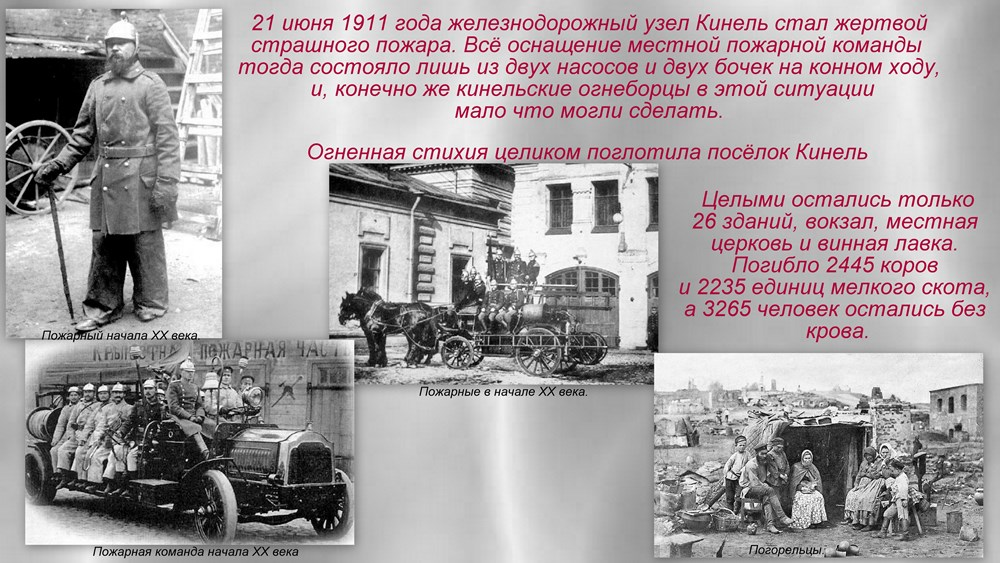 21 июня 1911 года железнодорожный узел Кинель стал жертвой
страшного пожара. Всё оснащение местной пожарной команды
тогда состояло лишь из двух насосов и двух бочек на конном ходу,
и, конечно же кинельские огнеборцы в этой ситуации
мало что могли сделать.
Огненная стихия целиком поглотила посёлок Кинель
Целыми остались только
26 зданий, вокзал, местная
церковь и винная лавка.
Погибло 2445 коров
и 2235 единиц мелкого скота,
а 3265 человек остались без
крова.
Пожарный начала XX века.
ПОЖАРНАЯ ЧАСТ
Пожарные в начале XX века.
Пожарная команда начала XX века
Погорельцы.